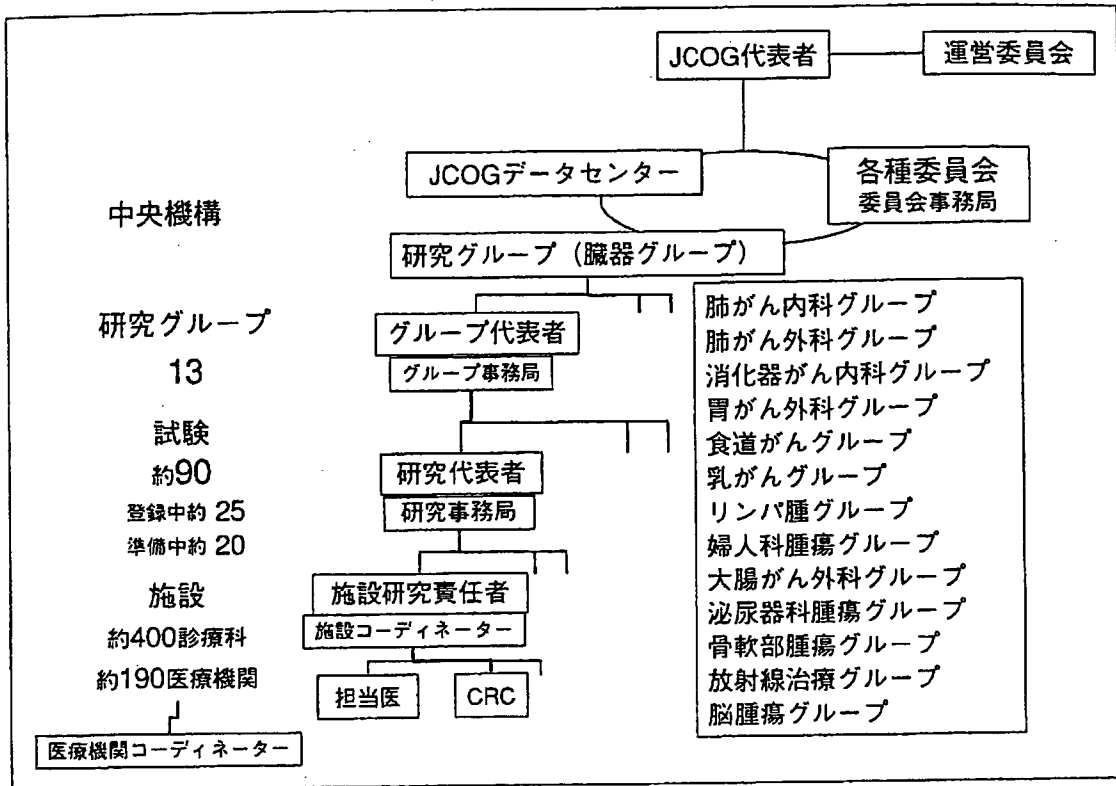 JCOG代表者
運営委員会
JCOGデータセンター
各種委員会
委員会事務局
中央機構
研究グループ（臓器グループ）
研究グループ
13
グループ代表者
グループ事務局
試験
約90
登録中約 25
準備中約 20
研究代表者
研究事務局
施設
約400診療科
約190医療機関
施設研究責任者
施設コーディネーター
担当医
CRC
医療機関コーディネーター
肺がん内科グループ
肺がん外科グループ
消化器がん内科グループ
胃がん外科グループ
食道がんグループ
乳がんグループ
リンパ腫グループ
婦人科腫瘍グループ
大腸がん外科グループ
泌尿器科腫瘍グループ
骨軟部腫瘍グループ
放射線治療グループ
脳腫瘍グループ